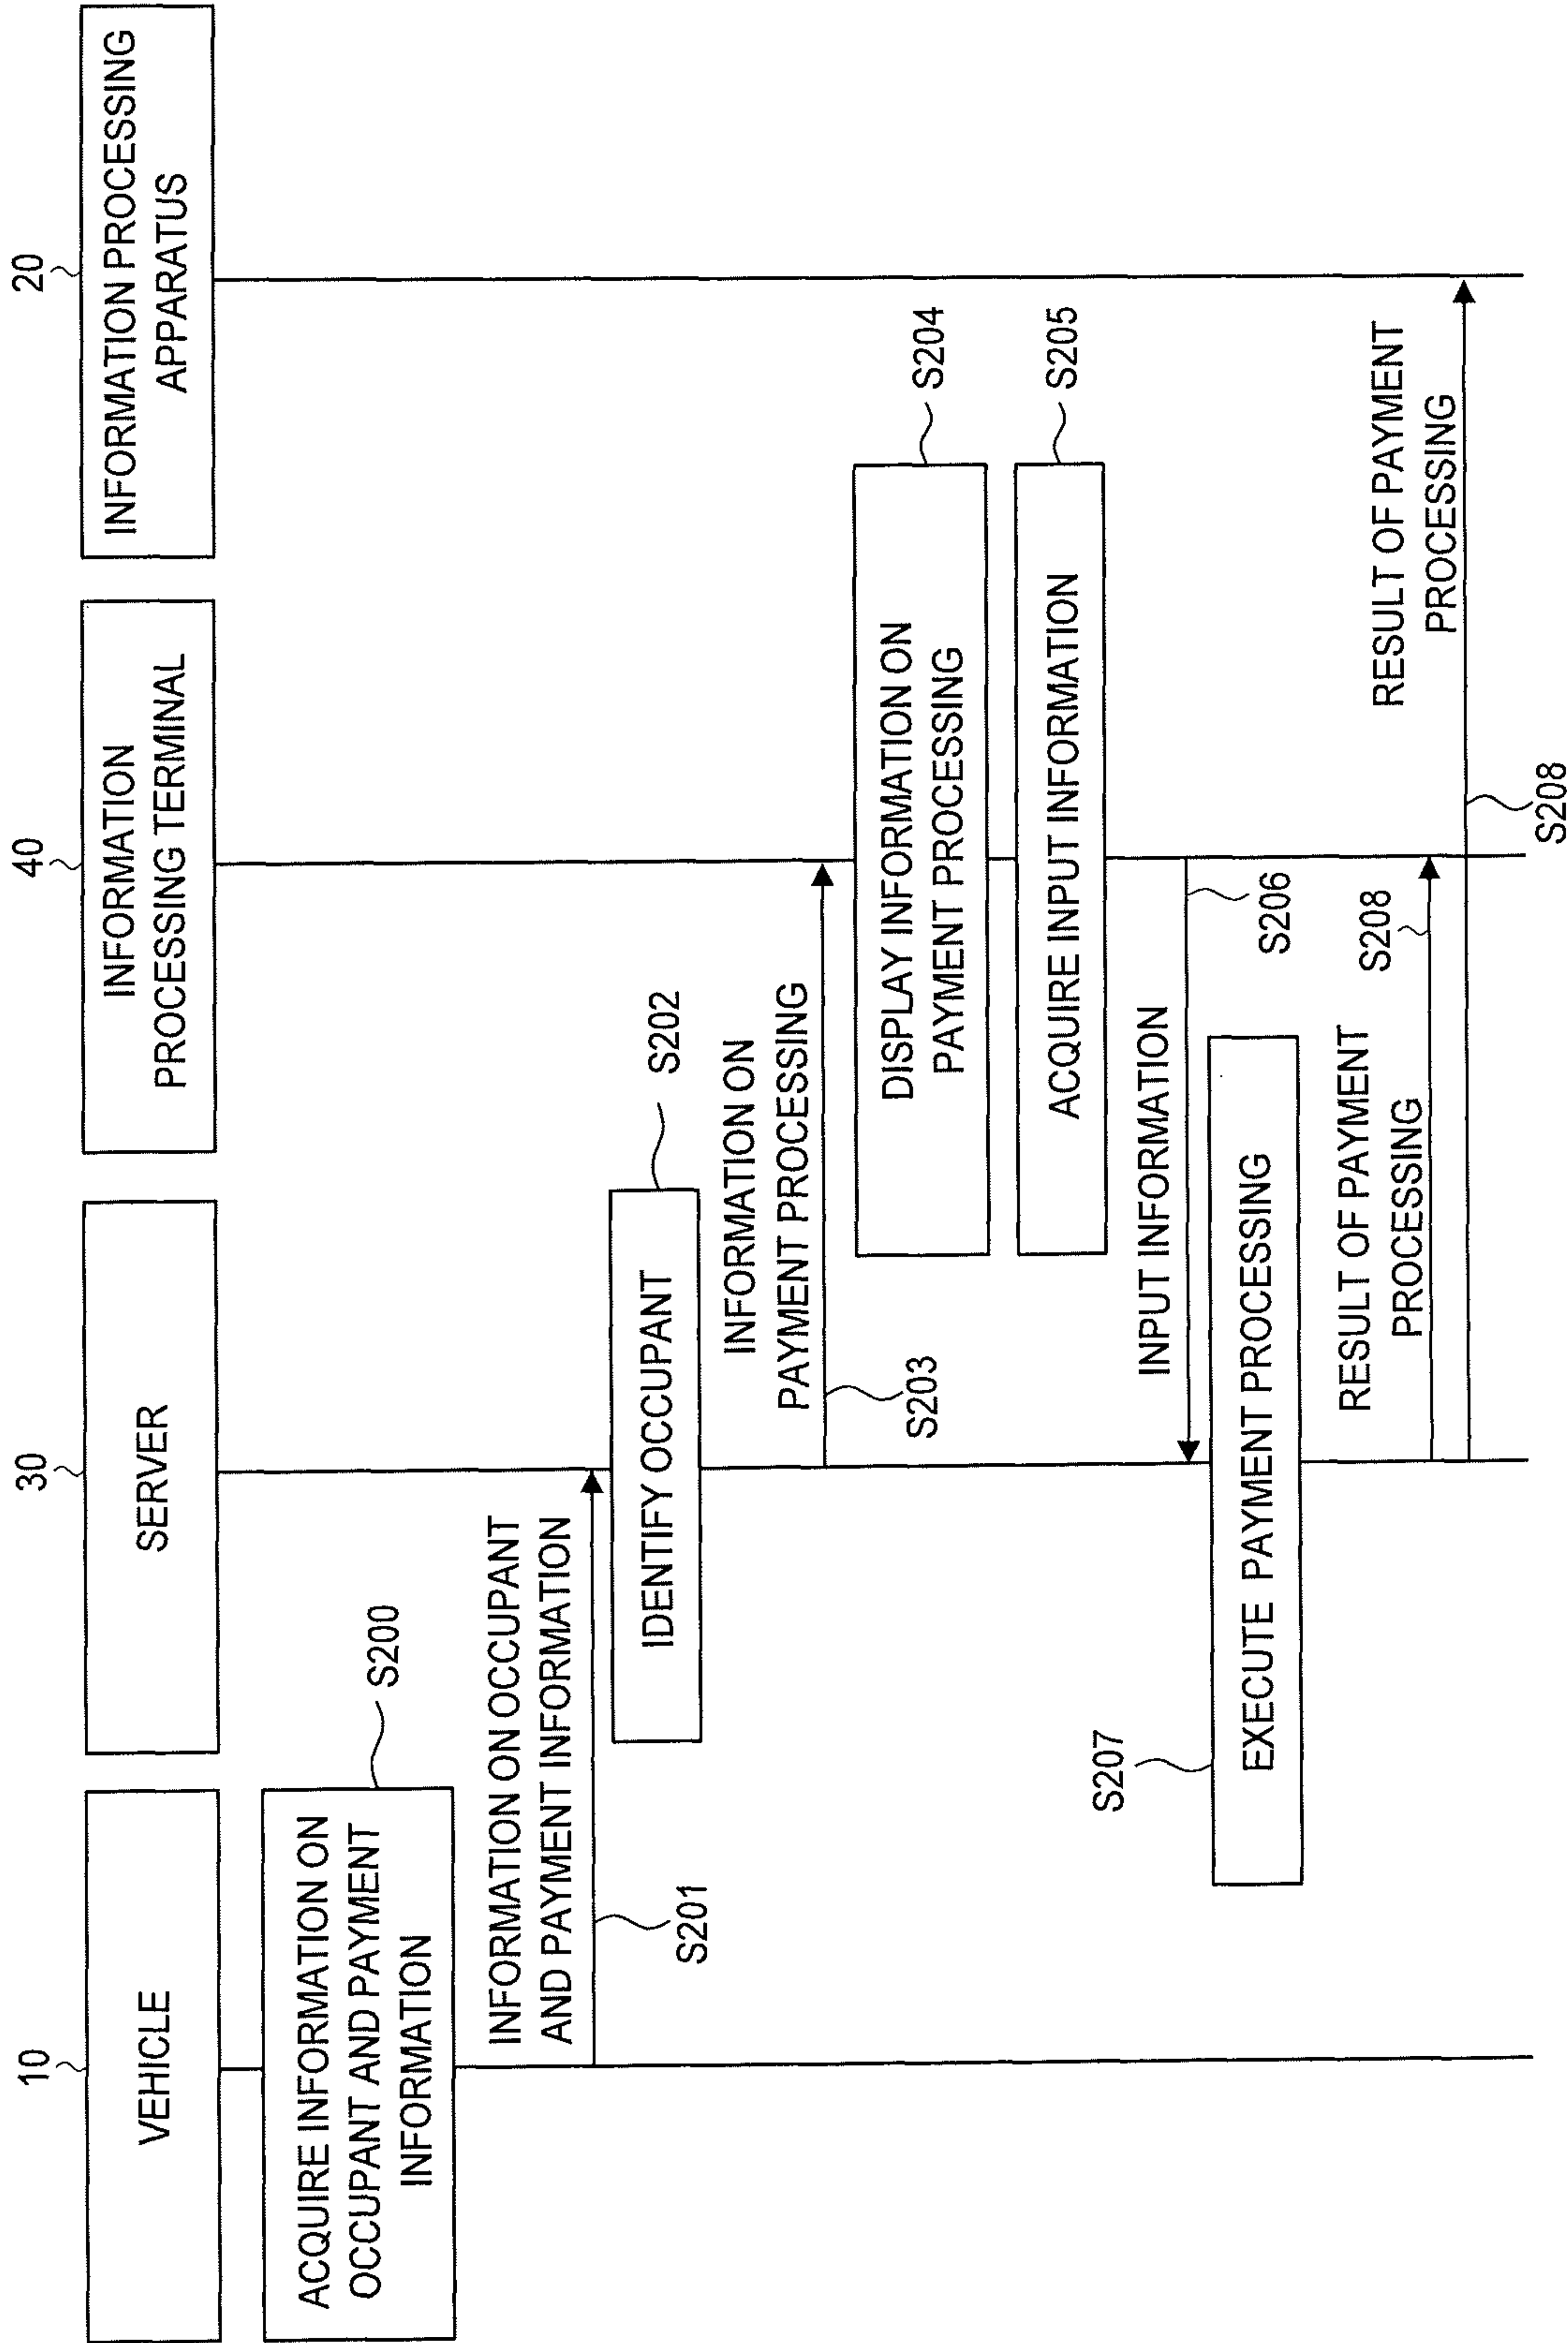 10
VEHICLE
30
SERVER
40
INFORMATION
PROCESSING TERMINAL
20
INFORMATION PROCESSING
APPARATUS
ACQUIRE INFORMATION ON
OCCUPANT AND PAYMENT
INFORMATION
S200
INFORMATION ON OCCUPANT
AND PAYMENT INFORMATION
S201
IDENTIFY OCCUPANT
S202
INFORMATION ON
PAYMENT PROCESSING
S203
DISPLAY INFORMATION ON
PAYMENT PROCESSING
S204
ACQUIRE INPUT INFORMATION
S205
INPUT INFORMATION
S206
S207
EXECUTE PAYMENT PROCESSING
RESULT OF PAYMENT
PROCESSING
S208
RESULT OF PAYMENT
PROCESSING
S208